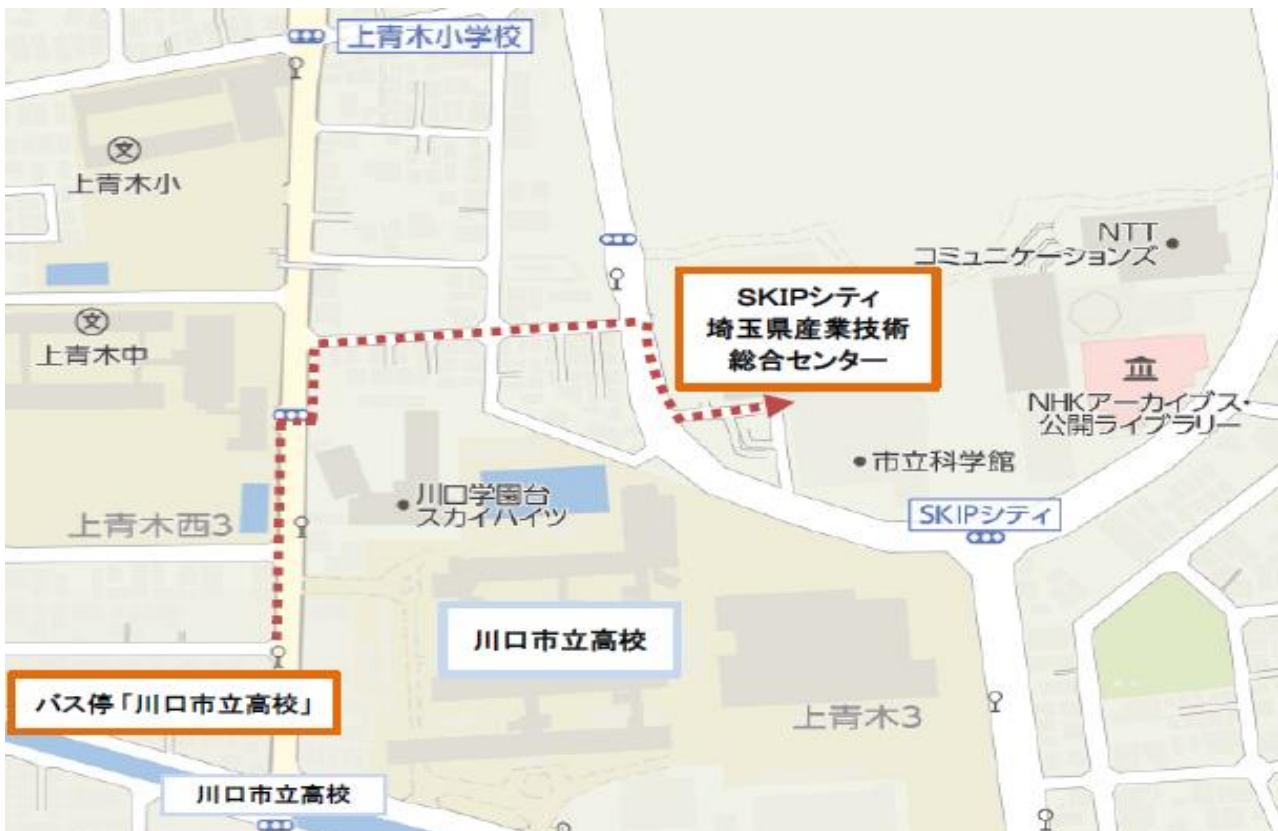 上青木小学校
文
上青木小
NTT
コミュニケーションズ
SKIPシティ
埼玉県産業技術
総合センター
文
上青木中
NHKアーカイブス・
公開ライブラリー
市立科学館
川口学園台
スカイハイツ
上青木西3
SKIPシティ
川口市立高校
バス停「川口市立高校」
上青木3
川口市立高校